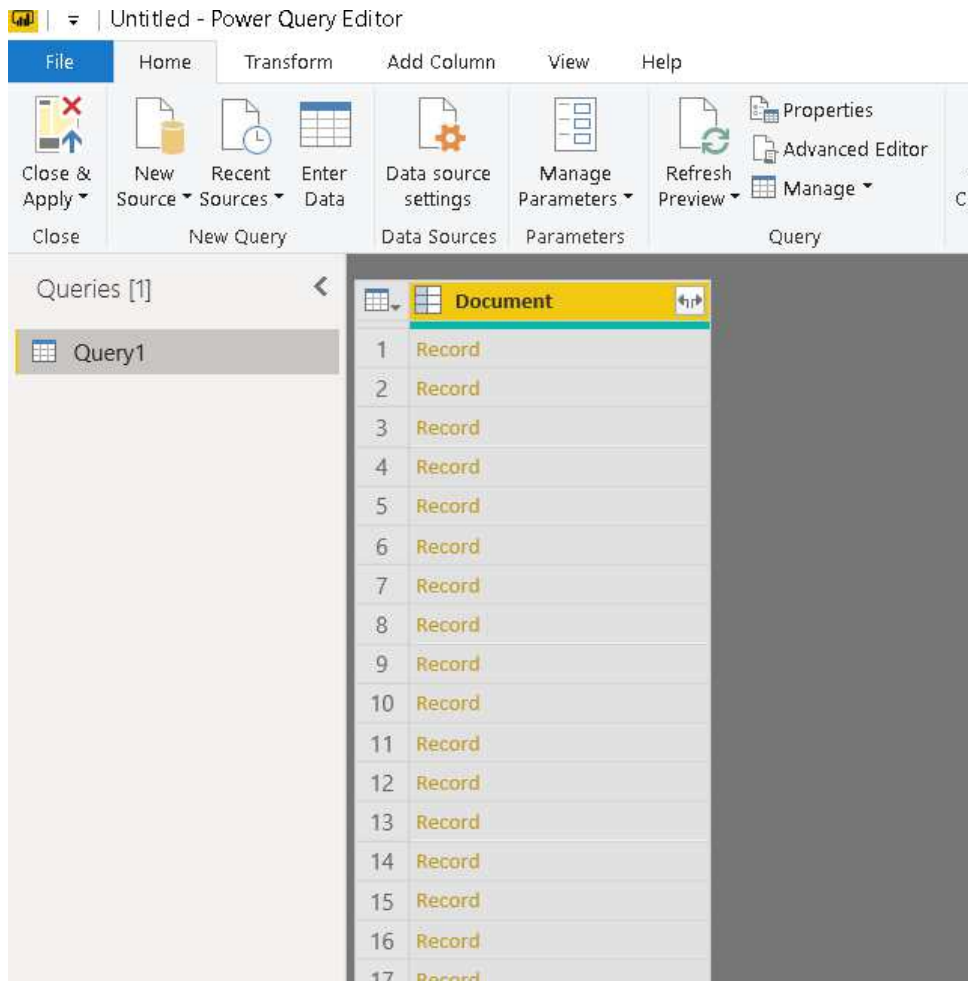 Untitled - Power Query Editor
File Home Transform Add Column View Help
Close & Apply
New Source
Recent Sources
Enter Data
Data source settings
Manage Parameters
Refresh Preview
Properties
Advanced Editor
Manage
C
Close
New Query
Data Sources
Parameters
Query
Queries [1]
Query1
Document
1 Record
2 Record
3 Record
4 Record
5 Record
6 Record
7 Record
8 Record
9 Record
10 Record
11 Record
12 Record
13 Record
14 Record
15 Record
16 Record
17 Record